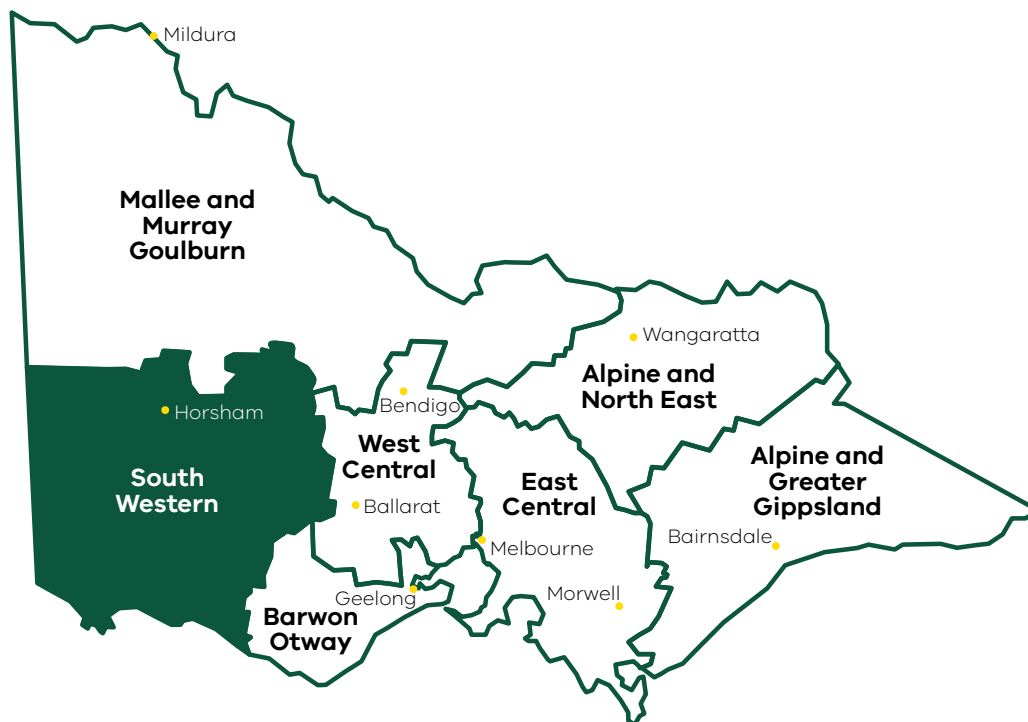 Mildura
Mallee and
Murray
Goulburn
Wangaratta
Alpine and
North East
Bendigo
Horsham
West
Central
South
Western
Ballarat
East
Central
Alpine and
Greater
Gippsland
Melbourne
Bairnsdale
Geelong
Morwell
Barwon
Otway